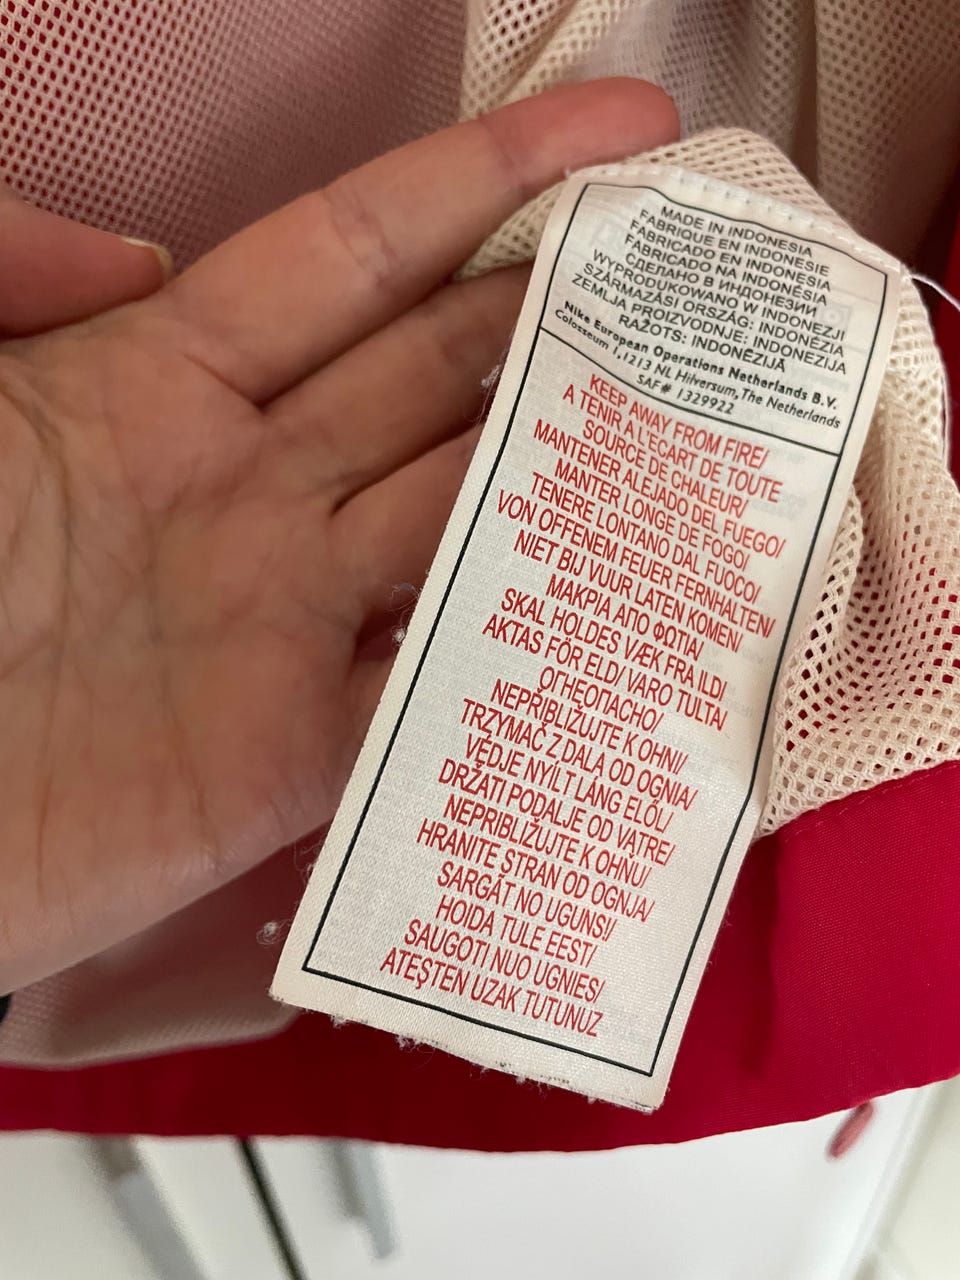 MADE IN INDONESIA
FABRIQUE EN INDONESIE
FABRICADO EN INDONESIA
FABRICADO NA INDONÉSIA
СДЕЛАНО В ИНДОНЕЗИИ
WYPRODUKOWANO W INDONEZJI
SZÁRMAZÁSI ORSZÁG: INDONÉZIA
ZEMLJA PROIZVODNJE: INDONEZIJA
RAŽOTS: INDONĒZIJĀ
Nike European Operations Netherlands B.V.
Colosseum 1,1213 NL Hilversum, The Netherlands
SAF# 1329922
KEEP AWAY FROM FIRE/
A TENIR A L'ECART DE TOUTE
SOURCE DE CHALEUR/
MANTENER ALEJADO DEL FUEGO/
MANTER LONGE DE FOGO/
TENERE LONTANO DAL FUOCO/
VON OFFENEM FEUER FERNHALTEN/
NIET BIJ VUUR LATEN KOMEN/
ΜΑΚΡΙΑ ΑΠΟ ΦΩΤΙΑ/
SKAL HOLDES VÆK FRA ILD/
AKTAS FÖR ELD/ VARO TULTA/
ОГНЕОПАСНО/
NEPŘIBLIŽUJTE K OHNI/
TRZYMAĆ Z DALA OD OGNIA/
VÉDJE NYÍLT LÁNG ELŐL/
DRŽATI PODALJE OD VATRE/
NEPRIBLIŽUJTE K OHŇU/
HRANITE STRAN OD OGNJA/
SARGĀT NO UGUNS!/
HOIDA TULE EEST/
SAUGOTI NUO UGNIES/
ATEŞTEN UZAK TUTUNUZ